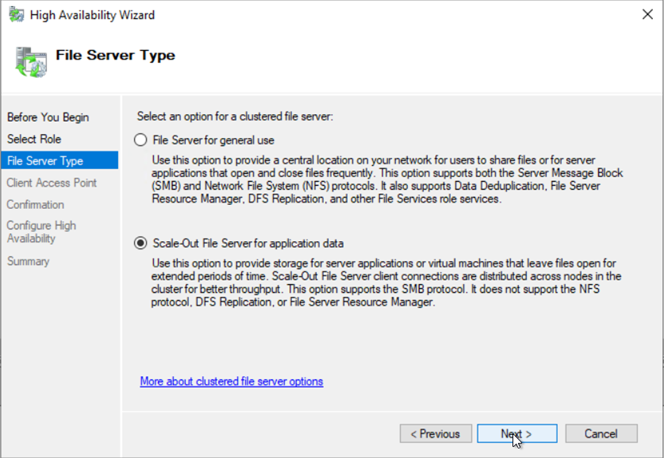 High Availability Wizard
File Server Type
Before You Begin
Select Role
File Server Type
Client Access Point
Confirmation
Configure High
Availability
Summary
Select an option for a clustered file server:
File Server for general use
Use this option to provide a central location on your network for users to share files or for server
applications that open and close files frequently. This option supports both the Server Message Block
(SMB) and Network File System (NFS) protocols. It also supports Data Deduplication, File Server
Resource Manager, DFS Replication, and other File Services role services.
Scale-Out File Server for application data
Use this option to provide storage for server applications or virtual machines that leave files open for
extended periods of time. Scale-Out File Server client connections are distributed across nodes in the
cluster for better throughput. This option supports the SMB protocol. It does not support the NFS
protocol, DFS Replication, or File Server Resource Manager.
More about clustered file server options
< Previous
Next >
Cancel